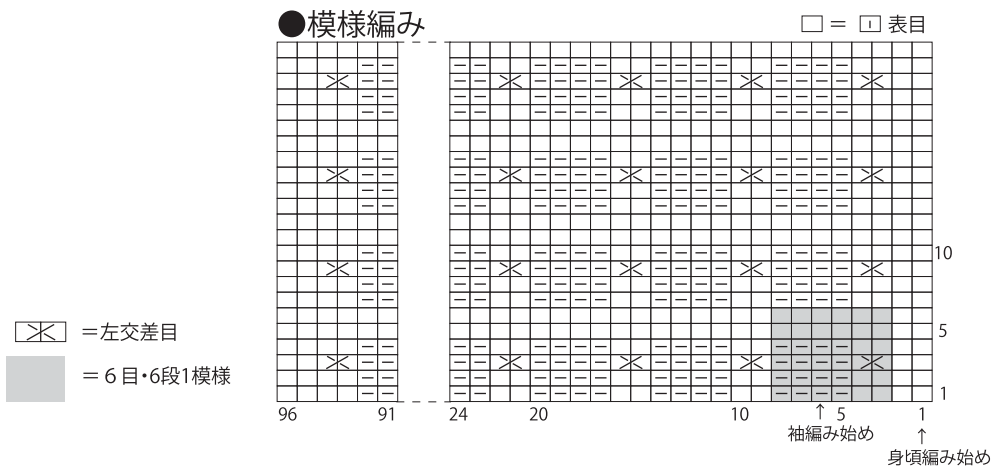 ●模様編み
□ = 表目
10
5
1
=左交差目
=6目・6段1模様
96 91 24 20 10 5 1
↑ ↑
袖編み始め
身頃編み始め